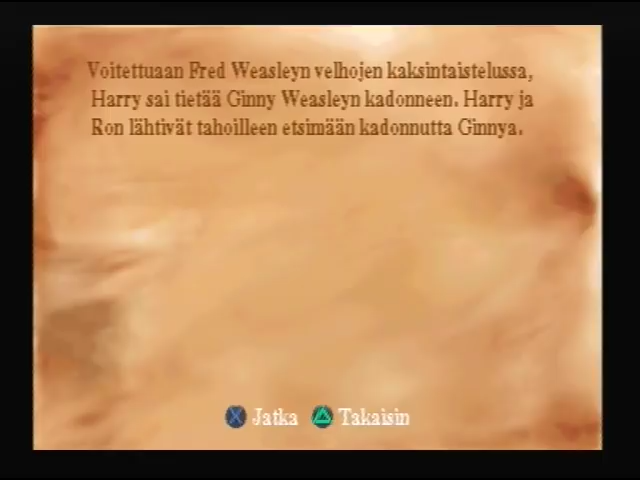 Voitettuaan Fred Weasleyn velhojen kaksintaistelussa,
Harry sai tietää Ginny Weasleyn kadonneen. Harry ja
Ron lähtivät tahoilleen etsimään kadonnutta Ginnya.
X Jatka △ Takaisin